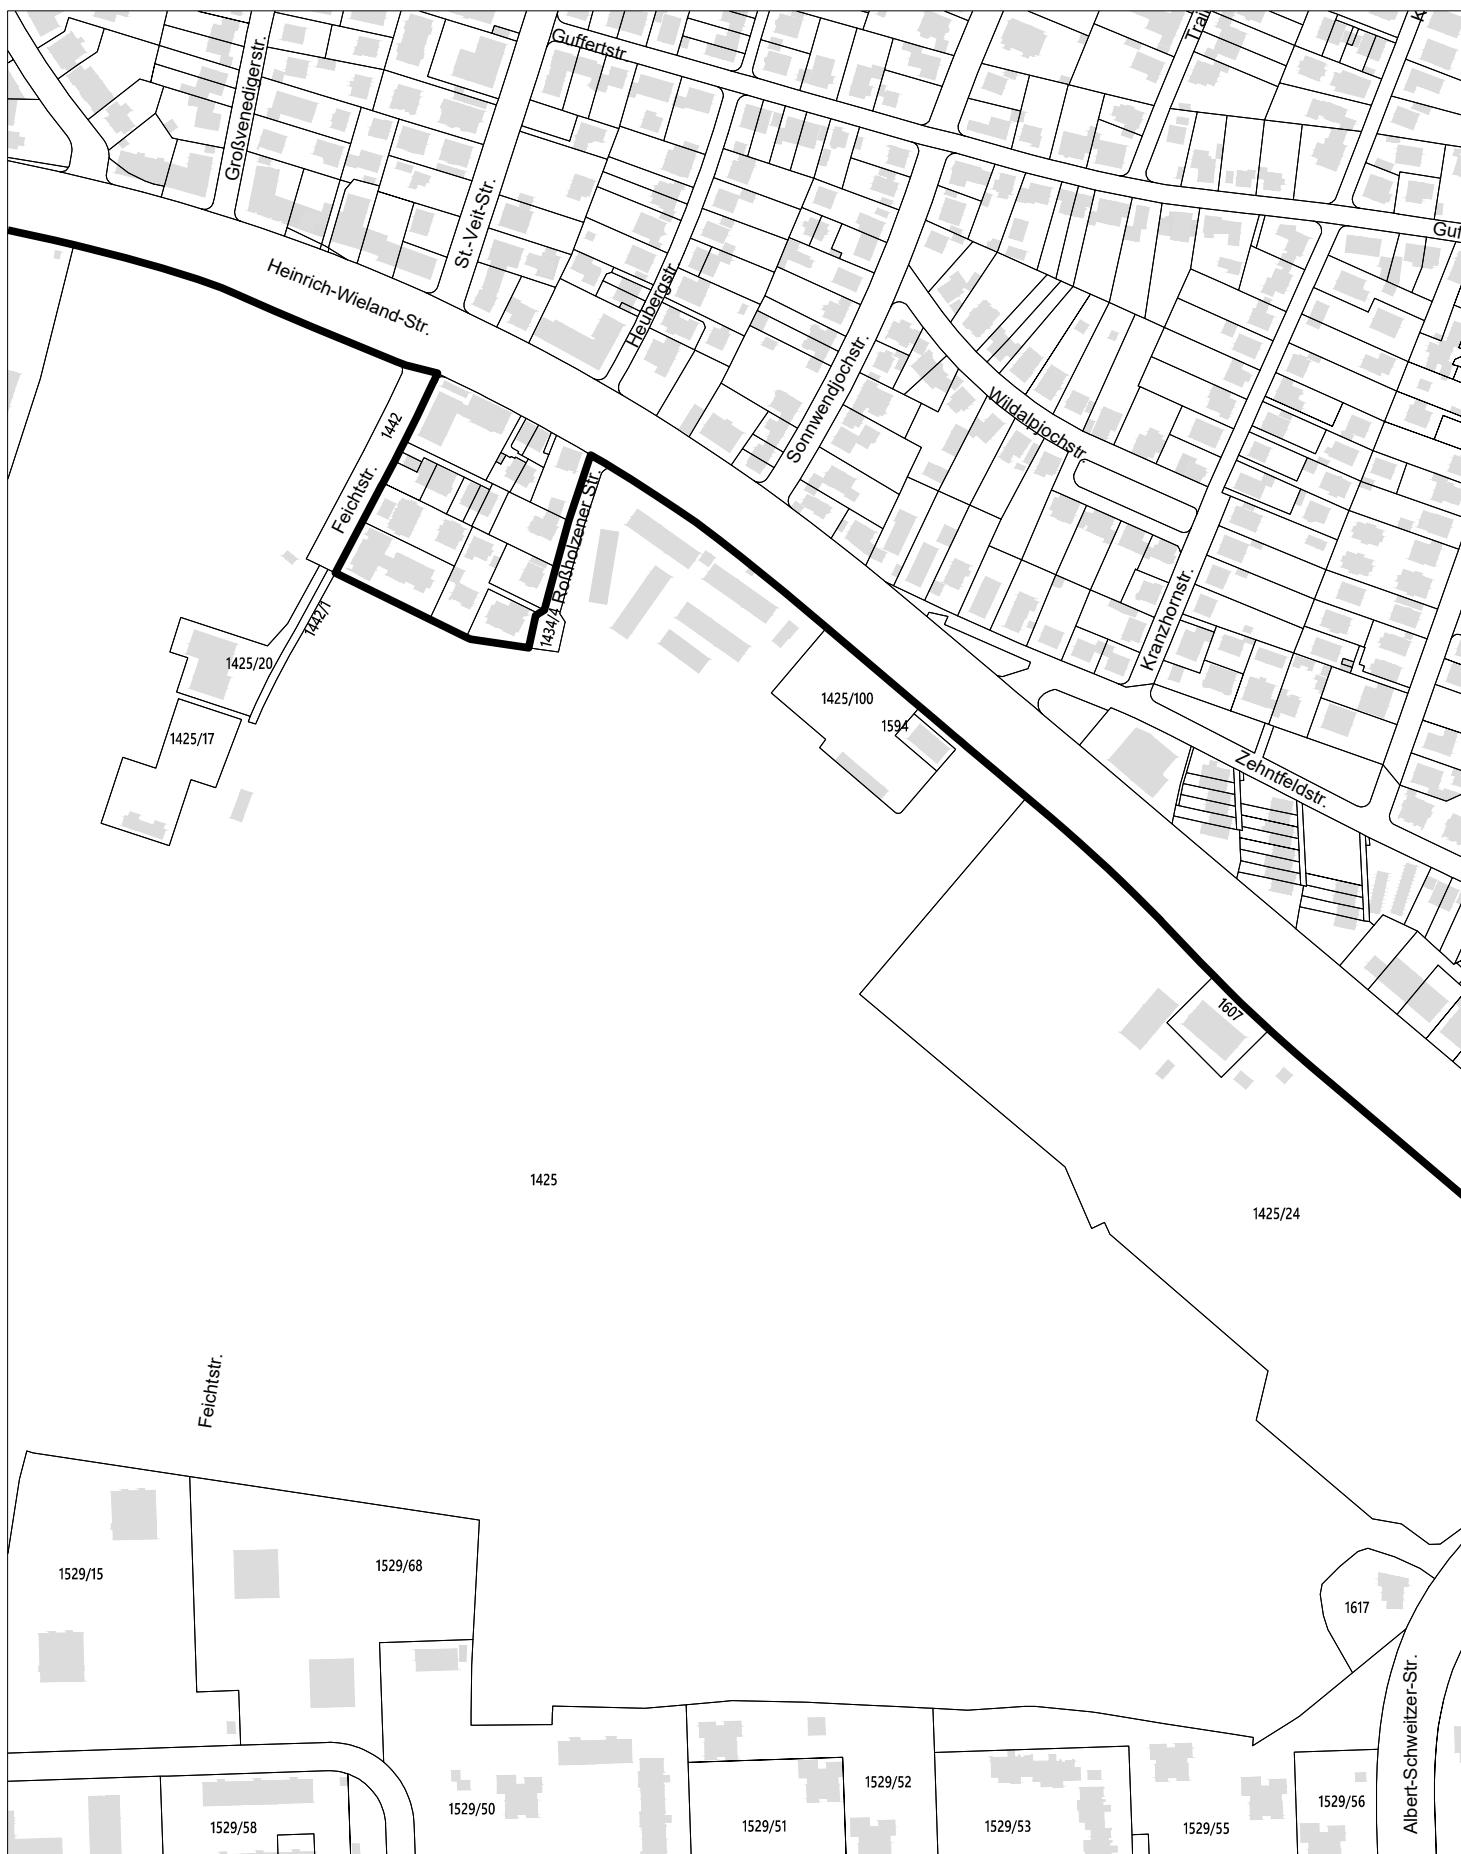 Guffertstr.
Großvenedigerstr.
St.-Veit-Str.
Guf
Heinrich-Wieland-Str.
Heubergstr.
Sonnwendjochstr.
Wildalpjochstr.
1442
Feichtstr.
Roßholzener Str.
1434/4
1442/1
Kranzhornstr.
1425/20
1425/100
1594
1425/17
Zehntfeldstr.
1607
1425
1425/24
Feichtstr.
1529/15
1529/68
1617
Albert-Schweitzer-Str.
1529/52
1529/50
1529/56
1529/58
1529/51
1529/53
1529/55